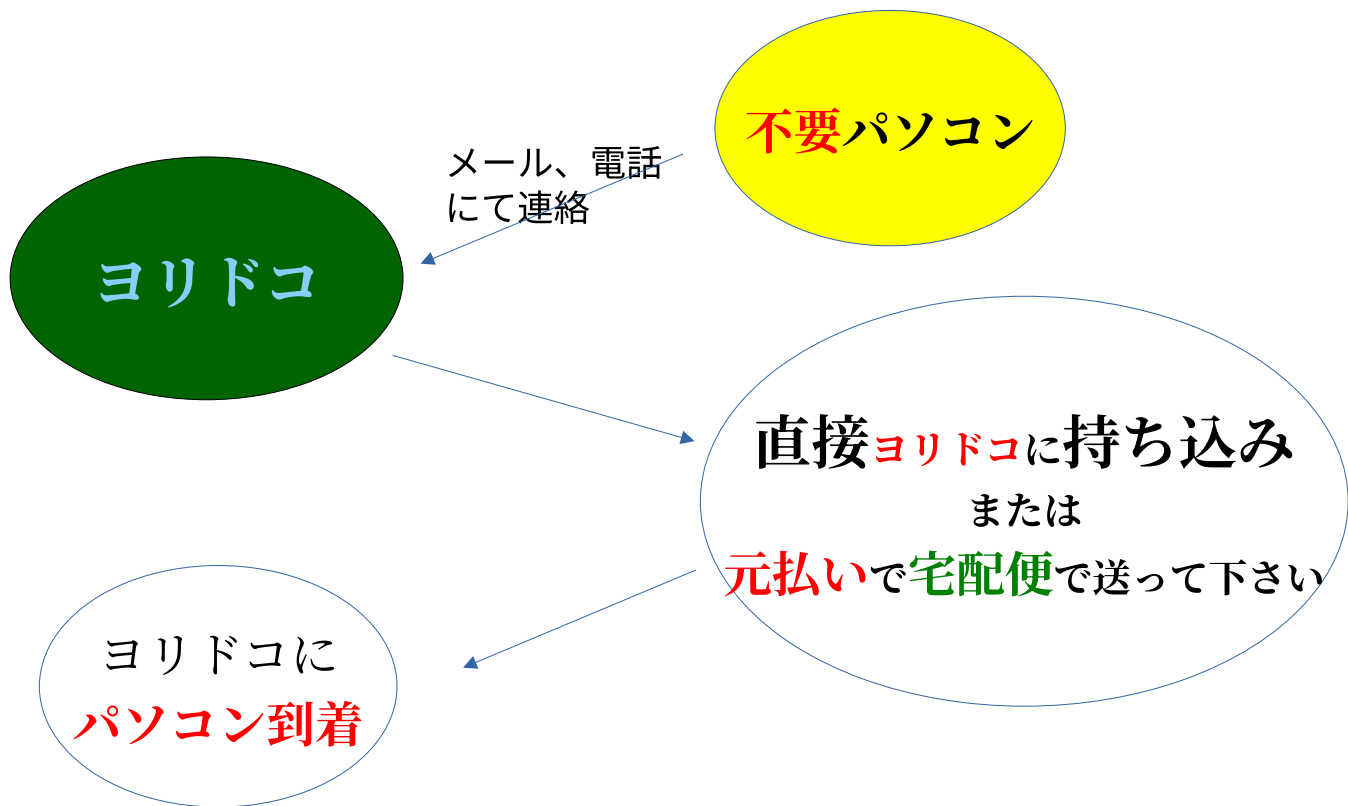 不要パソコン
メール、電話
にて連絡
ヨリドコ
直接ヨリドコに持ち込み
または
元払いで宅配便で送って下さい
ヨリドコに
パソコン到着